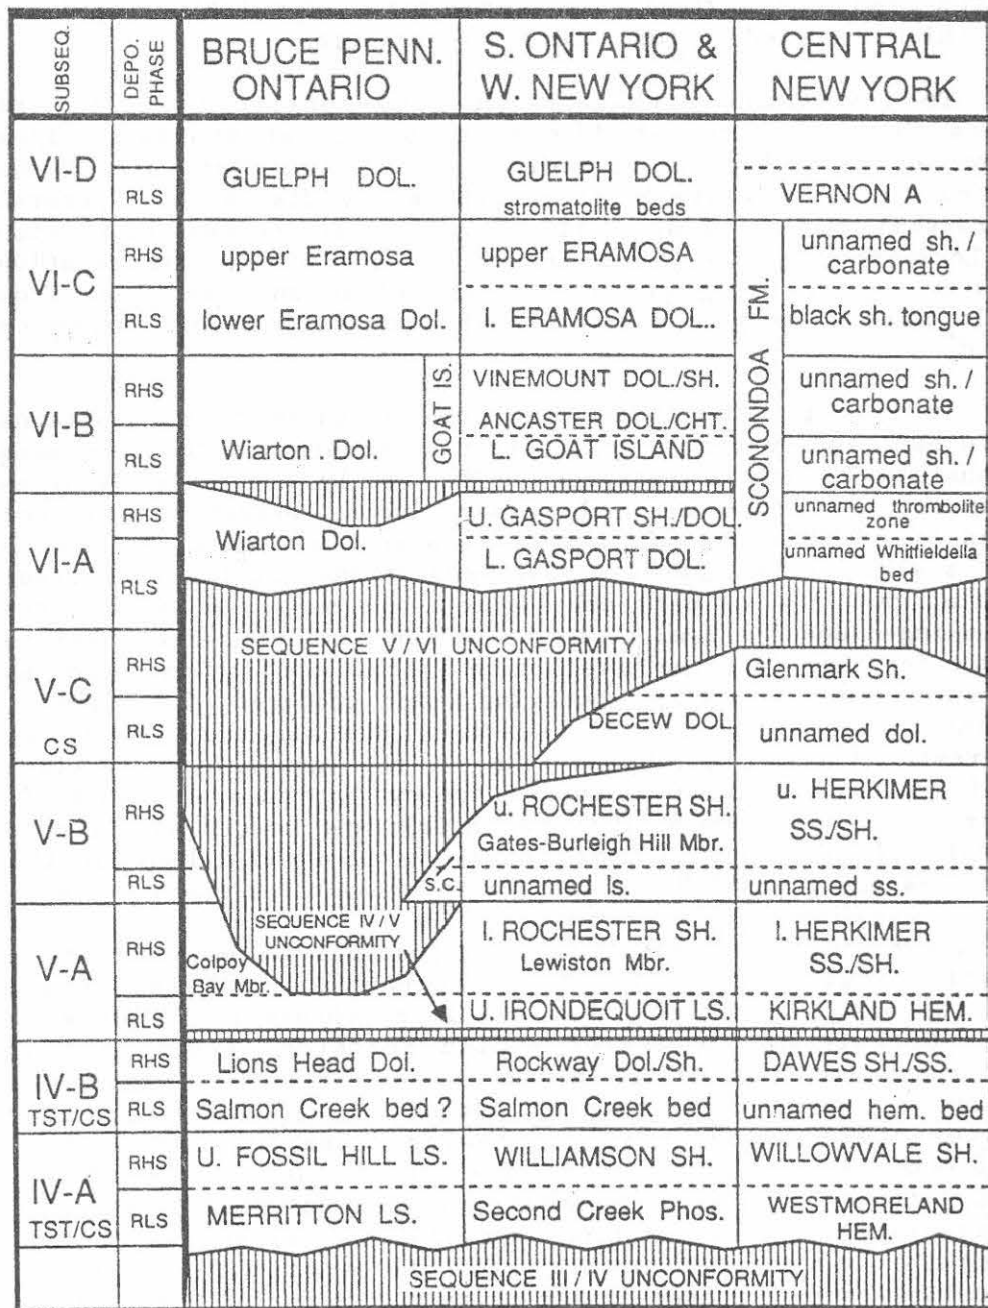 SUBSEQ.
DEPO. PHASE
BRUCE PENN.
ONTARIO
S. ONTARIO &
W. NEW YORK
CENTRAL
NEW YORK
VI-D
RLS
GUELPH DOL.
GUELPH DOL.
stromatolite beds
VERNON A
VI-C
RHS
upper Eramosa
upper ERAMOSA
unnamed sh. /
carbonate
RLS
lower Eramosa Dol.
l. ERAMOSA DOL..
black sh. tongue
SCONONDOA FM.
VI-B
RHS
GOAT IS.
VINEMOUNT DOL./SH.
ANCASTER DOL./CHT.
unnamed sh. /
carbonate
RLS
Wiarton . Dol.
L. GOAT ISLAND
unnamed sh. /
carbonate
VI-A
RHS
Wiarton Dol.
U. GASPORT SH./DOL.
unnamed thrombolite
zone
RLS
L. GASPORT DOL.
unnamed Whitfieldella
bed
SEQUENCE V / VI UNCONFORMITY
V-C
CS
RHS
Glenmark Sh.
RLS
DECEW DOL.
unnamed dol.
V-B
RHS
u. ROCHESTER SH.
Gates-Burleigh Hill Mbr.
u. HERKIMER
SS./SH.
RLS
S.C.
unnamed ls.
unnamed ss.
SEQUENCE IV / V
UNCONFORMITY
V-A
RHS
Colpoy
Bay Mbr.
l. ROCHESTER SH.
Lewiston Mbr.
l. HERKIMER
SS./SH.
RLS
U. IRONDEQUOIT LS.
KIRKLAND HEM.
IV-B
TST/CS
RHS
Lions Head Dol.
Rockway Dol./Sh.
DAWES SH./SS.
RLS
Salmon Creek bed ?
Salmon Creek bed
unnamed hem. bed
IV-A
TST/CS
RHS
U. FOSSIL HILL LS.
WILLIAMSON SH.
WILLOWVALE SH.
RLS
MERRITTON LS.
Second Creek Phos.
WESTMORELAND
HEM.
SEQUENCE III / IV UNCONFORMITY